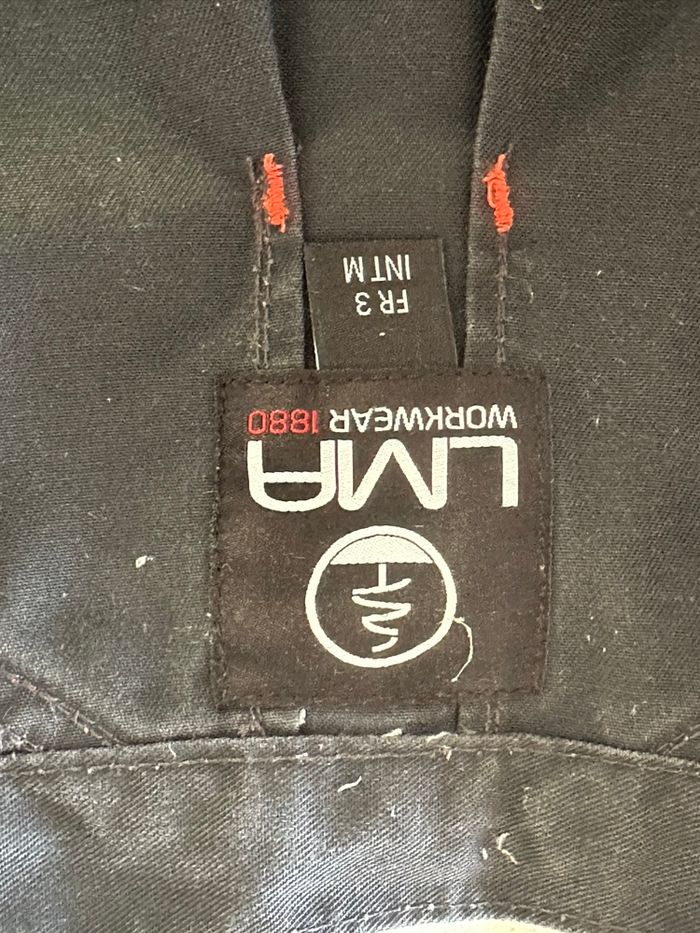 LMA
WORKWEAR 1880
FR 3
INT M